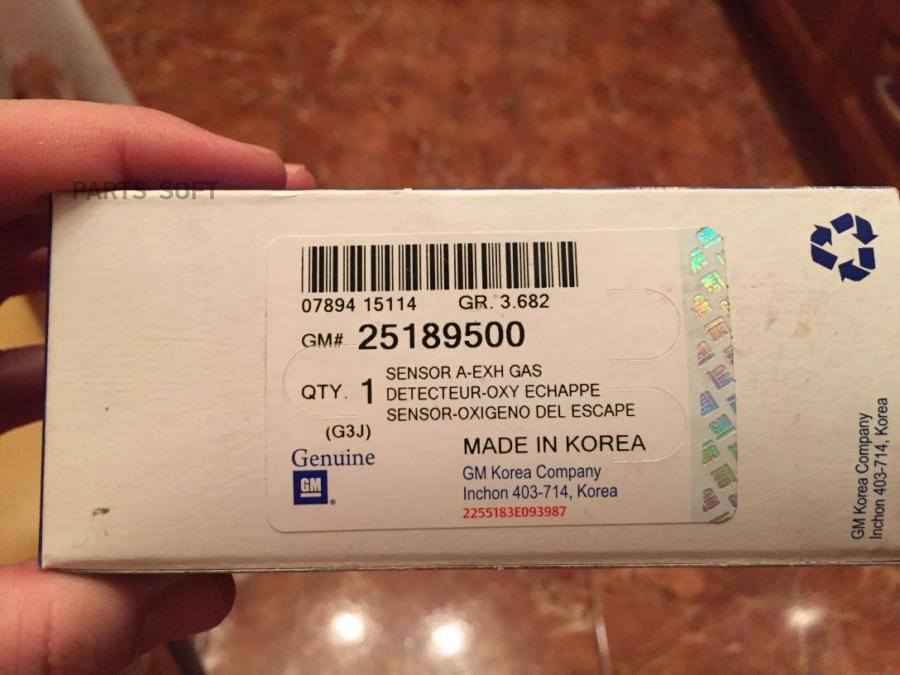 PARTS SOFT
07894 15114 GR. 3.682
GM# 25189500
QTY. 1
SENSOR A-EXH GAS
DETECTEUR-OXY ECHAPPE
SENSOR-OXIGENO DEL ESCAPE
(G3J)
MADE IN KOREA
Genuine
GM
®
GM Korea Company
Inchon 403-714, Korea
2255183E093987
GM Korea Company
Inchon 403-714, Korea